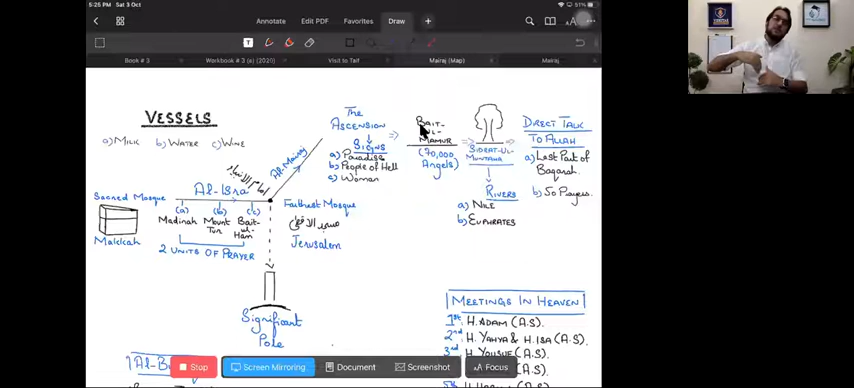 5:25 PM Sat 3 Oct
51%
Annotate
Edit PDF
Favorites
Draw
Book # 3
Workbook # 3 (e) (2020)
Visit to Taif
Mairaj (Map)
Mairaj
VESSELS
a) MILK b) WATER c) WINE
Sacred Mosque
Makkah
Al-Isra
امام الانبیاء
Al-Mairaj
(a) (b) (c)
Madinah
Mount Tur
Bait-ul-Ham
2 UNITS OF PRAYER
Farthest Mosque
Jerusalem
Significant
Pole
The
ASCENSION
SIGNS
a) Paradise
b) People of Hell
c) Woman
BAIT-
UL-
MAMUR
(70,000
Angels)
SIDRAT-UL-
MUNTAHA
RIVERS
a) NILE
b) EUPHRATES
DIRECT TALK
TO ALLAH
a) Last Part of
Baqarah.
b) 50 Prayers.
MEETINGS IN HEAVEN
1st: H. ADAM (A.S).
2nd: H. YAHYA & H. ISA (A.S).
3rd: H. YOUSUF (A.S).
(A.S).
(A.S).
Stop
Screen Mirroring
Document
Screenshot
Focus